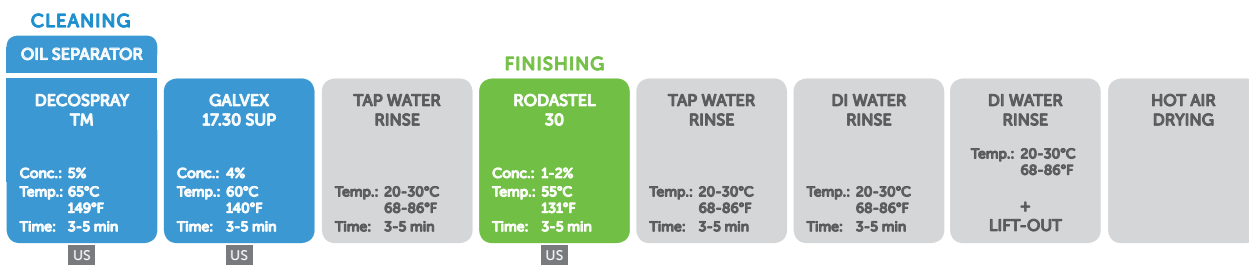 CLEANING
OIL SEPARATOR
DECOSPRAY
TM
Conc.: 5%
Temp.: 65°C
149°F
Time: 3-5 min
US
GALVEX
17.30 SUP
Conc.: 4%
Temp.: 60°C
140°F
Time: 3-5 min
US
TAP WATER
RINSE
Temp.: 20-30°C
68-86°F
Time: 3-5 min
FINISHING
RODASTEL
30
Conc.: 1-2%
Temp.: 55°C
131°F
Time: 3-5 min
US
TAP WATER
RINSE
Temp.: 20-30°C
68-86°F
Time: 3-5 min
DI WATER
RINSE
Temp.: 20-30°C
68-86°F
Time: 3-5 min
DI WATER
RINSE
Temp.: 20-30°C
68-86°F
+
LIFT-OUT
HOT AIR
DRYING